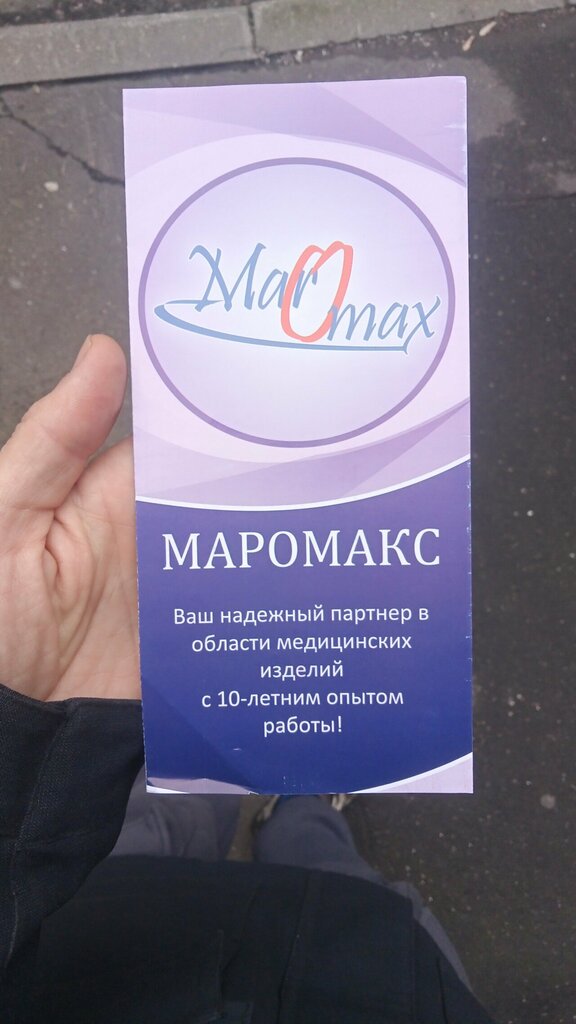 MarOmax
МАРОМАКС
Ваш надежный партнер в
области медицинских
изделий
с 10-летним опытом
работы!